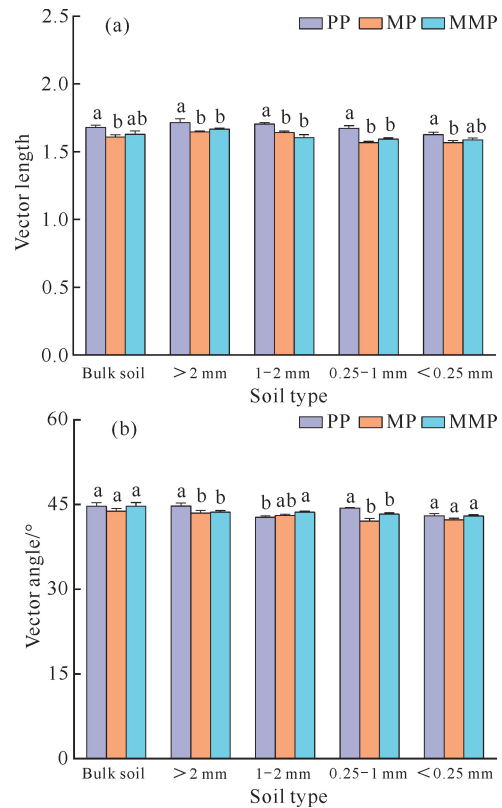 (a)
PP MP MMP
2.5
2.0
1.5
1.0
0.5
0.0
Vector length
a b ab a b b a b b a b b a b ab
Bulk soil >2 mm 1-2 mm 0.25-1 mm <0.25 mm
Soil type
(b)
PP MP MMP
60
45
30
15
0
Vector angle/°
a a a a b b b ab a a b b a a a
Bulk soil >2 mm 1-2 mm 0.25-1 mm <0.25 mm
Soil type